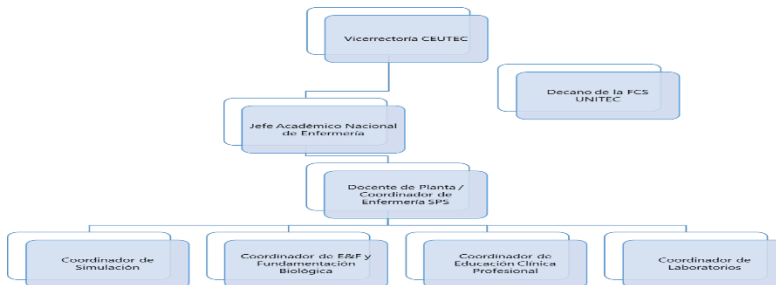 Vicerrectoría CEUTEC
Decano de la FCS
UNITEC
Jefe Académico Nacional
de Enfermería
Docente de Planta /
Coordinador de
Enfermería SPS
Coordinador de
Simulación
Coordinador de E&F y
Fundamentación
Biológica
Coordinador de
Educación Clínica
Profesional
Coordinador de
Laboratorios